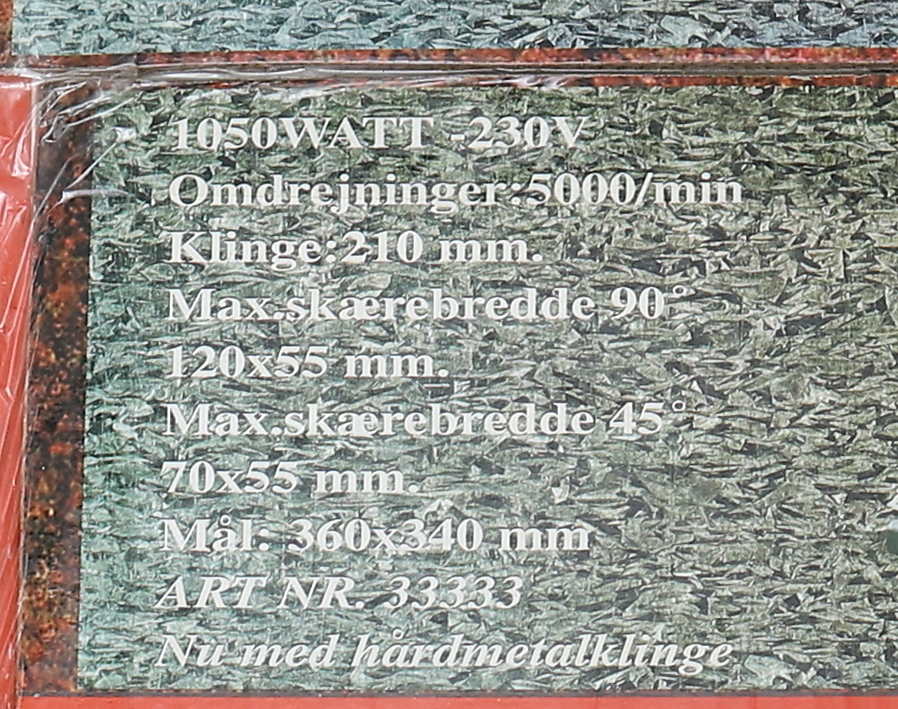 1050WATT -230V
Omdrejninger:5000/min
Klinge:210 mm.
Max.skærebredde 90°
120x55 mm.
Max.skærebredde 45°
70x55 mm.
Mål: 360x340 mm
ART NR. 33333
Nu med hårdmetalklinge